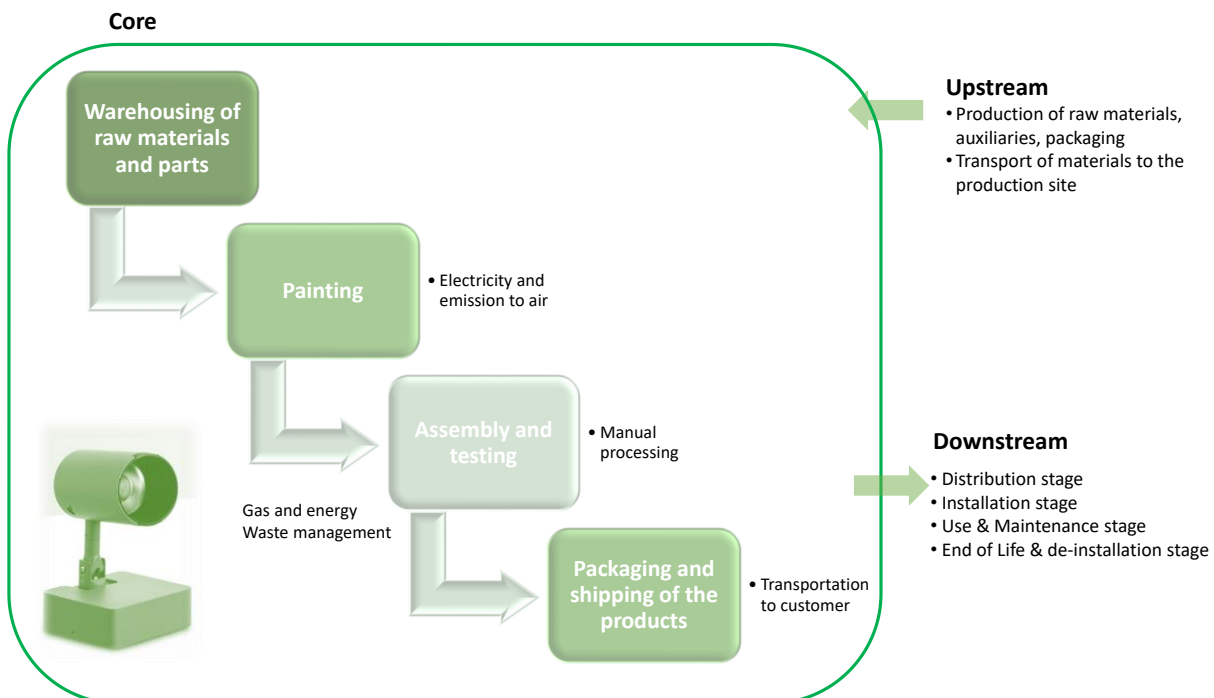 Core
Warehousing of
raw materials
and parts
Painting
• Electricity and
emission to air
Assembly and
testing
• Manual
processing
Gas and energy
Waste management
Packaging and
shipping of the
products
• Transportation
to customer
Upstream
• Production of raw materials,
auxiliaries, packaging
• Transport of materials to the
production site
Downstream
• Distribution stage
• Installation stage
• Use & Maintenance stage
• End of Life & de-installation stage